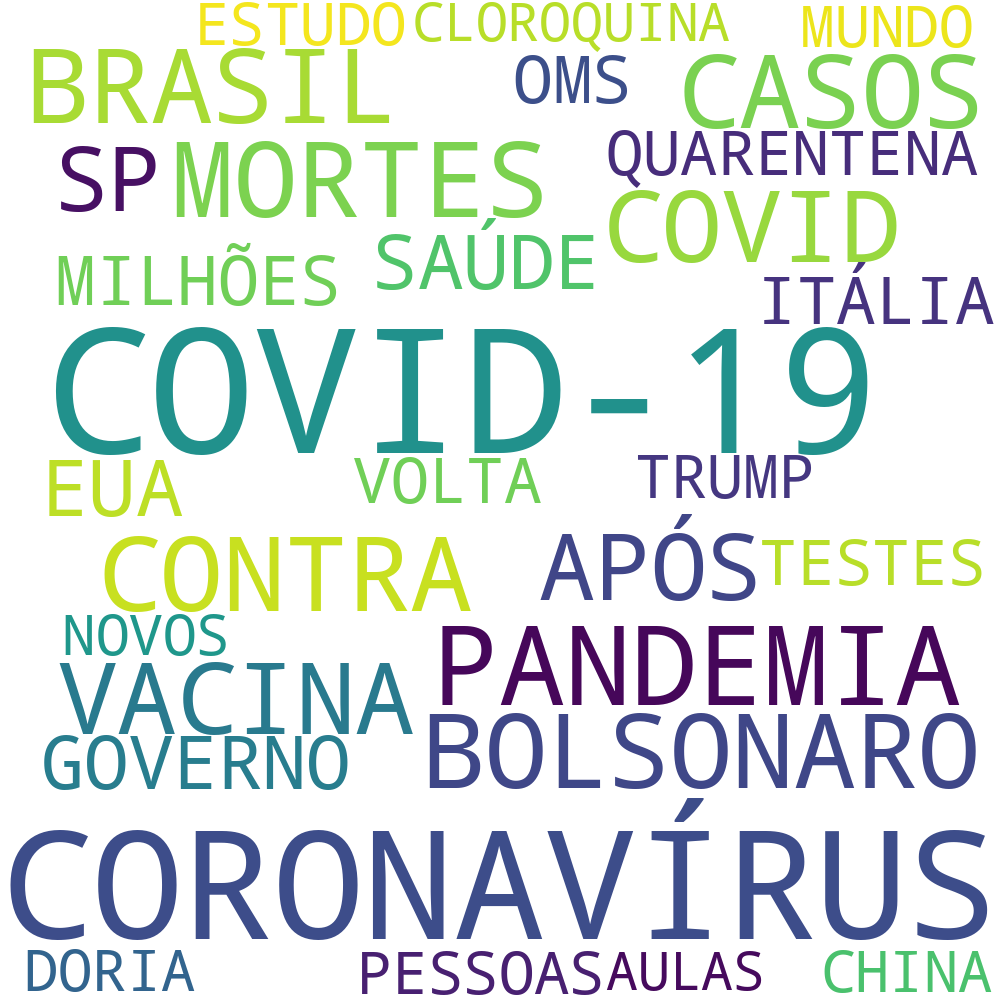 ESTUDO CLOROQUINA MUNDO
BRASIL OMS CASOS
SP MORTES QUARENTENA
COVID
MILHÕES SAÚDE ITÁLIA
COVID-19
EUA VOLTA TRUMP
CONTRA APÓS TESTES
NOVOS PANDEMIA
VACINA
GOVERNO BOLSONARO
CORONAVÍRUS
DORIA PESSOAS AULAS CHINA